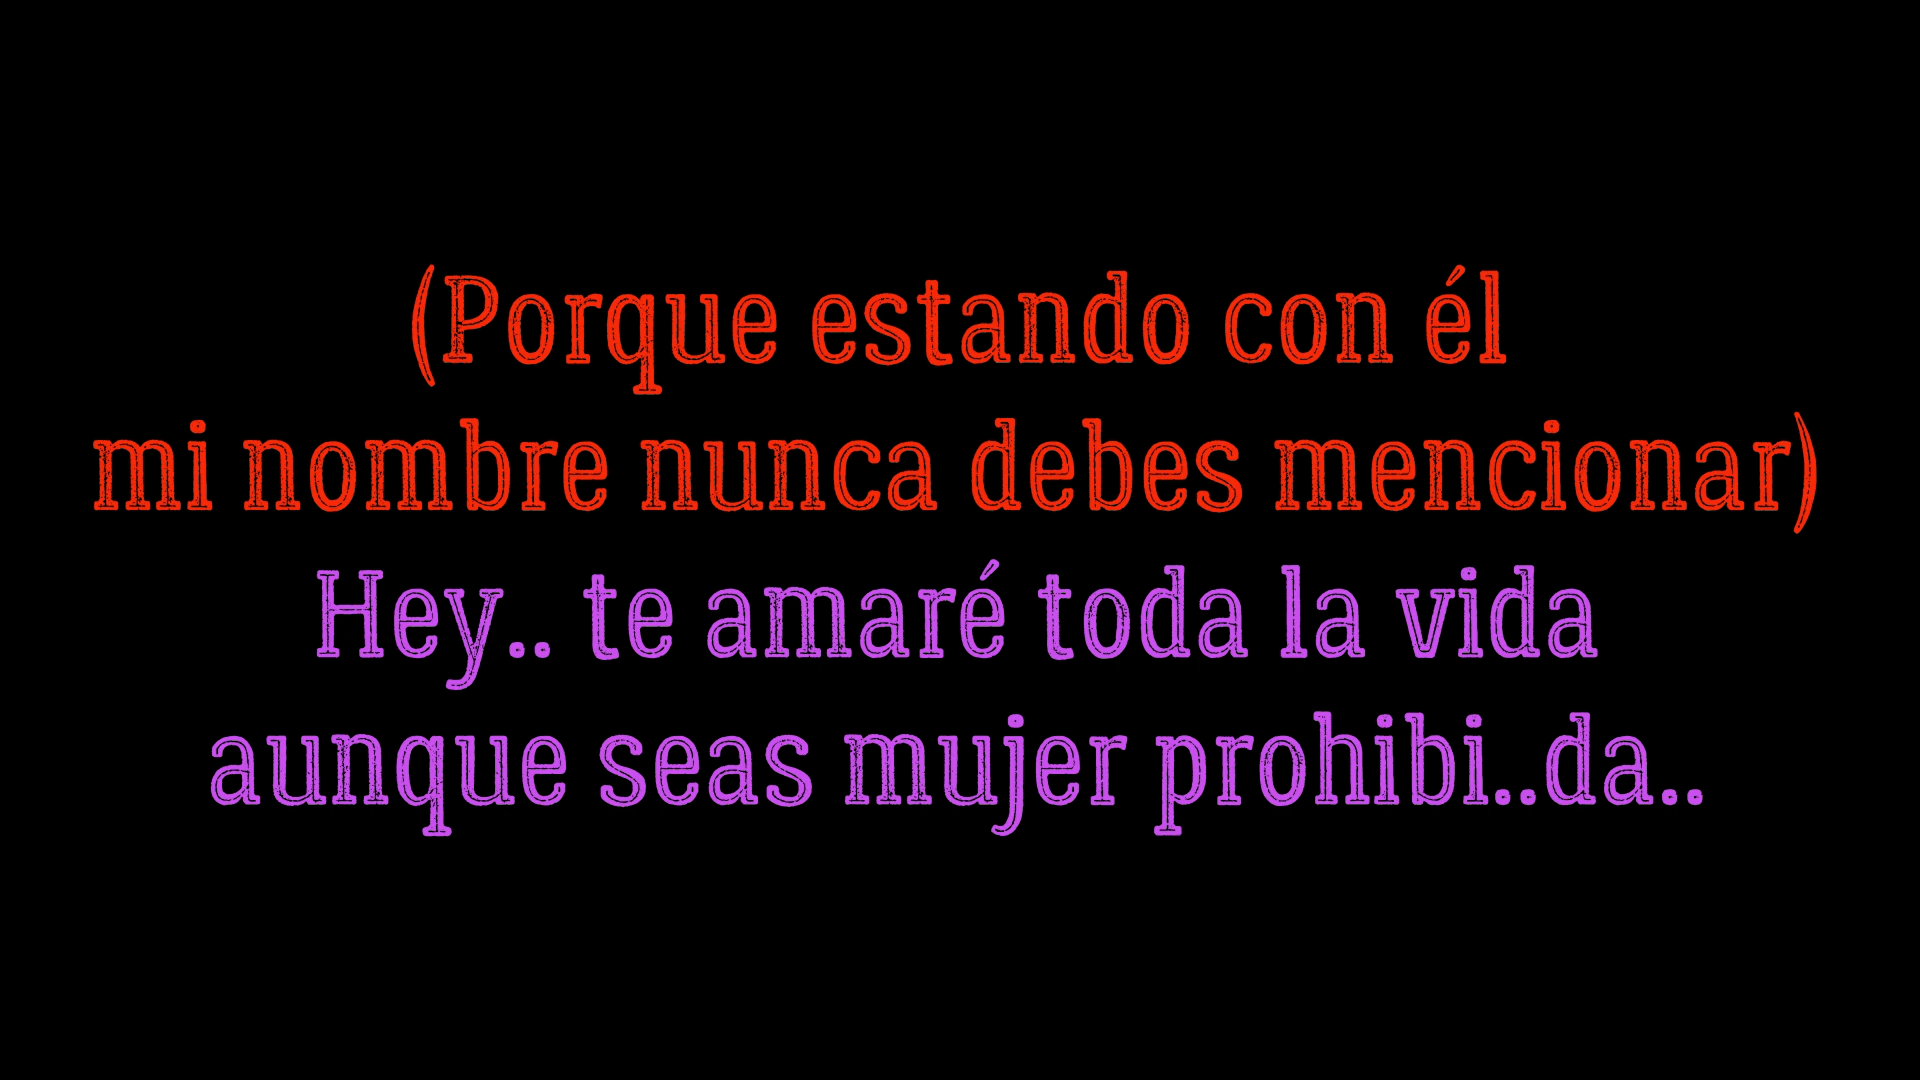 (Porque estando con él
mi nombre nunca debes mencionar)
Hey.. te amaré toda la vida
aunque seas mujer prohibi..da..